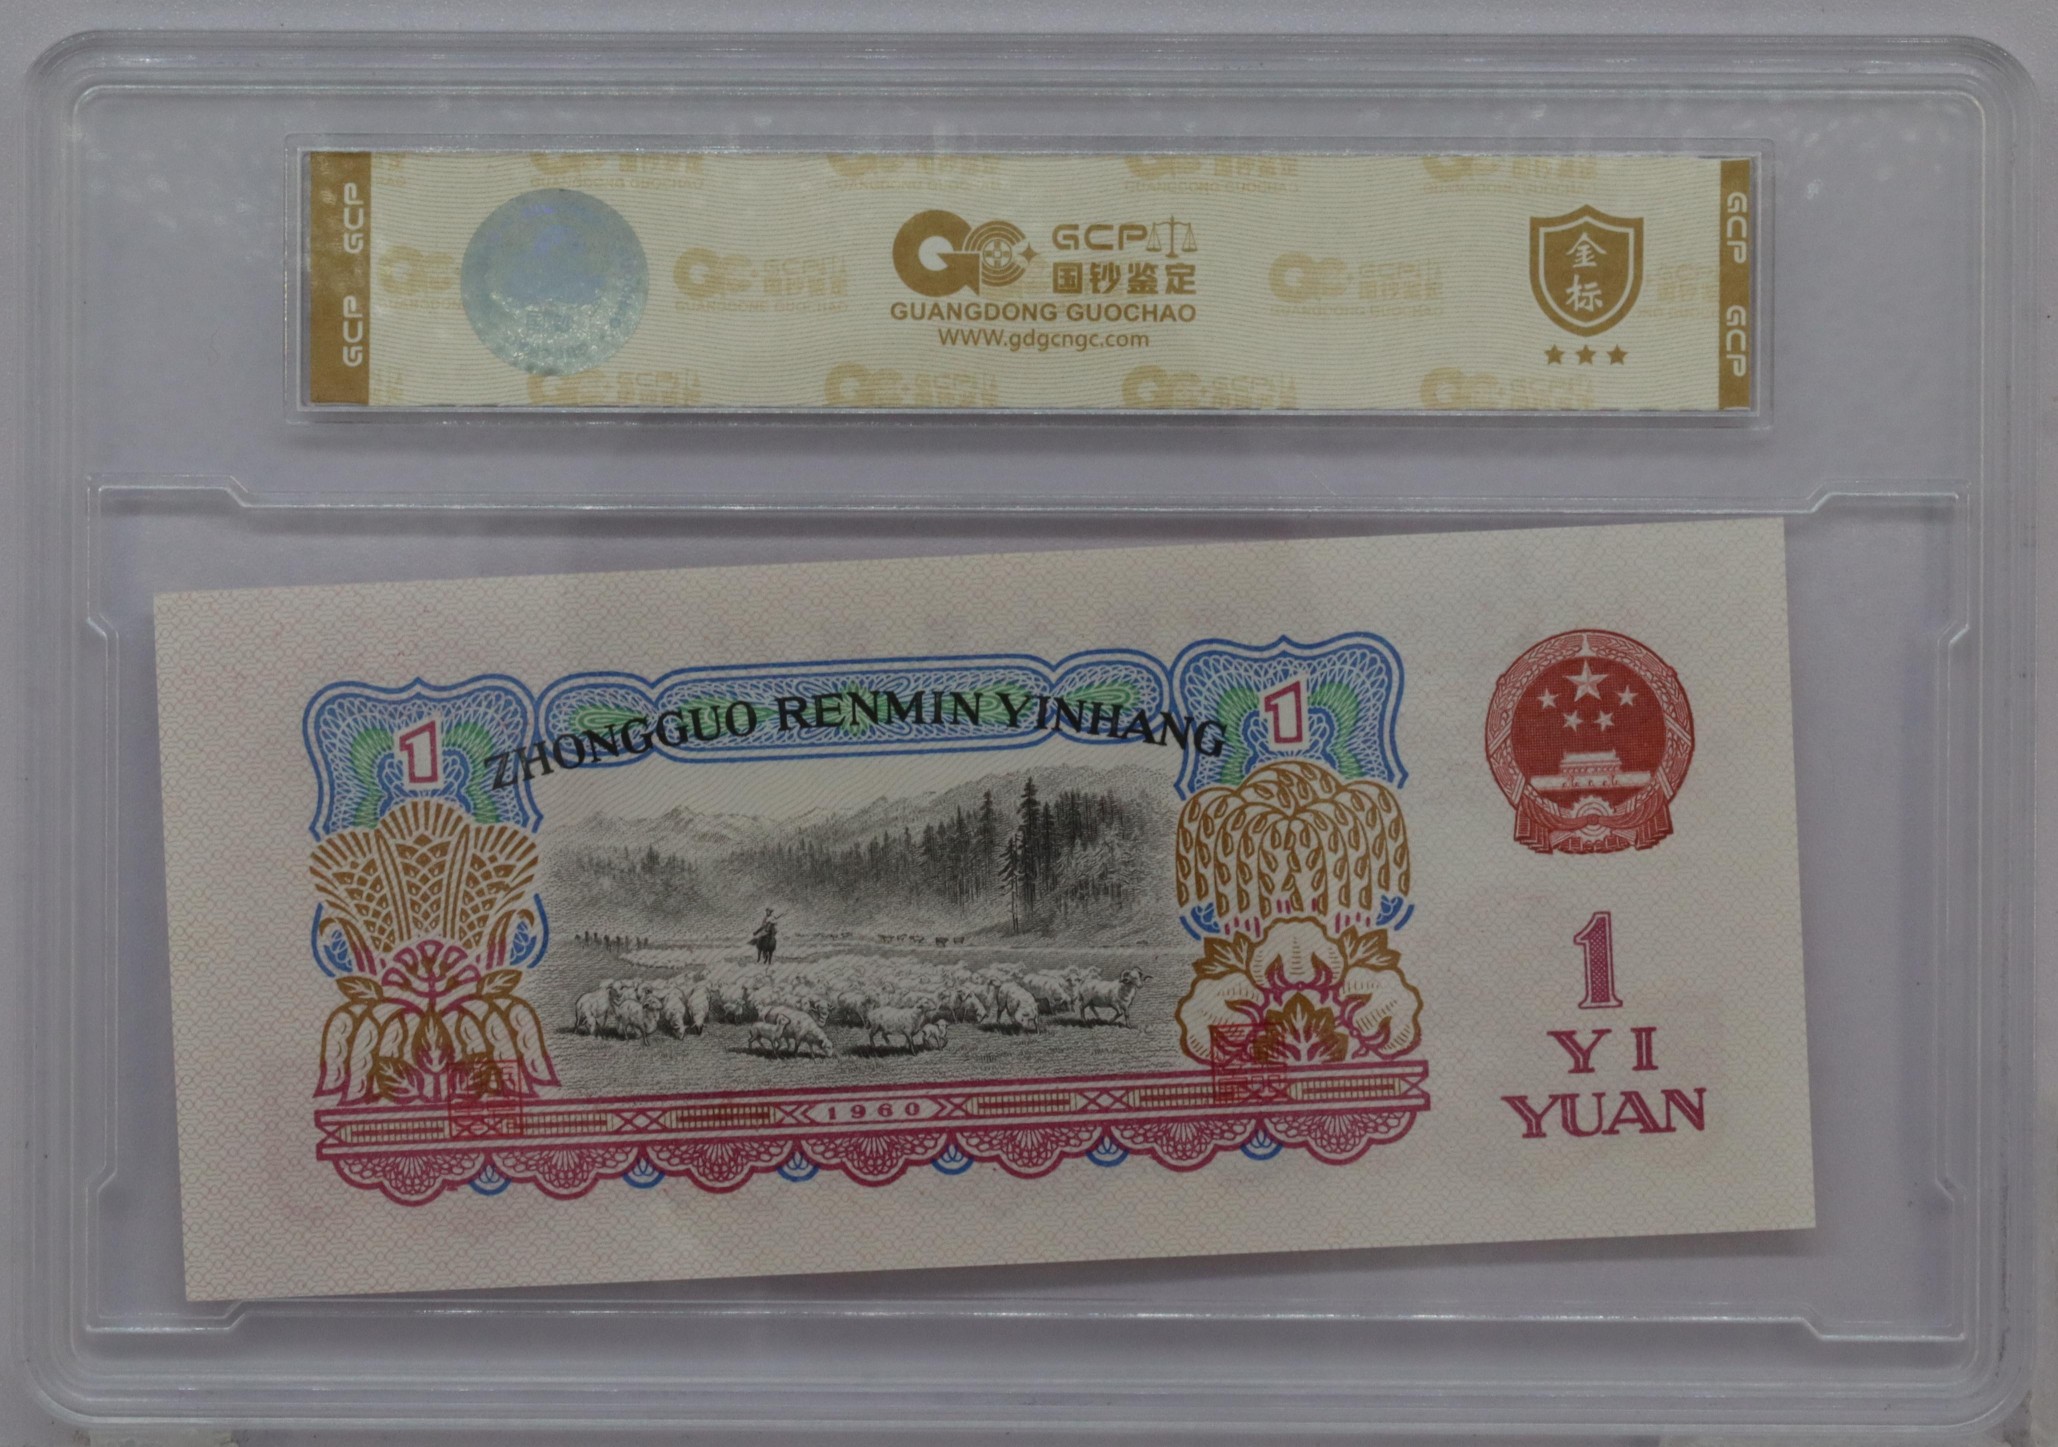 GCP GCP
GCP
国钞鉴定
GUANGDONG GUOCHAO
WWW.gdgcngc.com
金标
GCP GCP
1
ZHONGGUO RENMIN YINHANG
1
1960
1
YI
YUAN